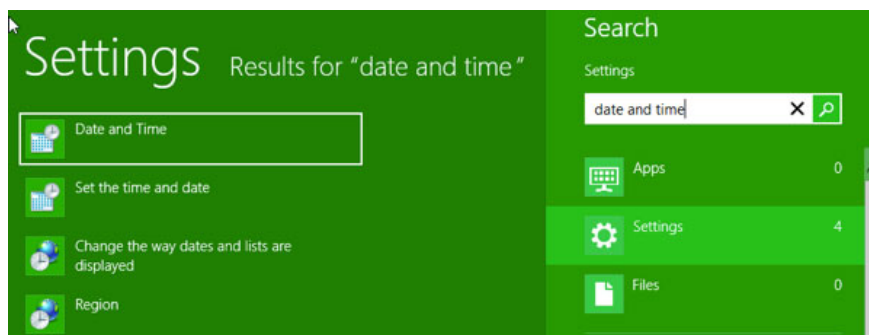 Settings Results for “date and time”
Date and Time
Set the time and date
Change the way dates and lists are
displayed
Region
Search
Settings
date and time
Apps 0
Settings 4
Files 0